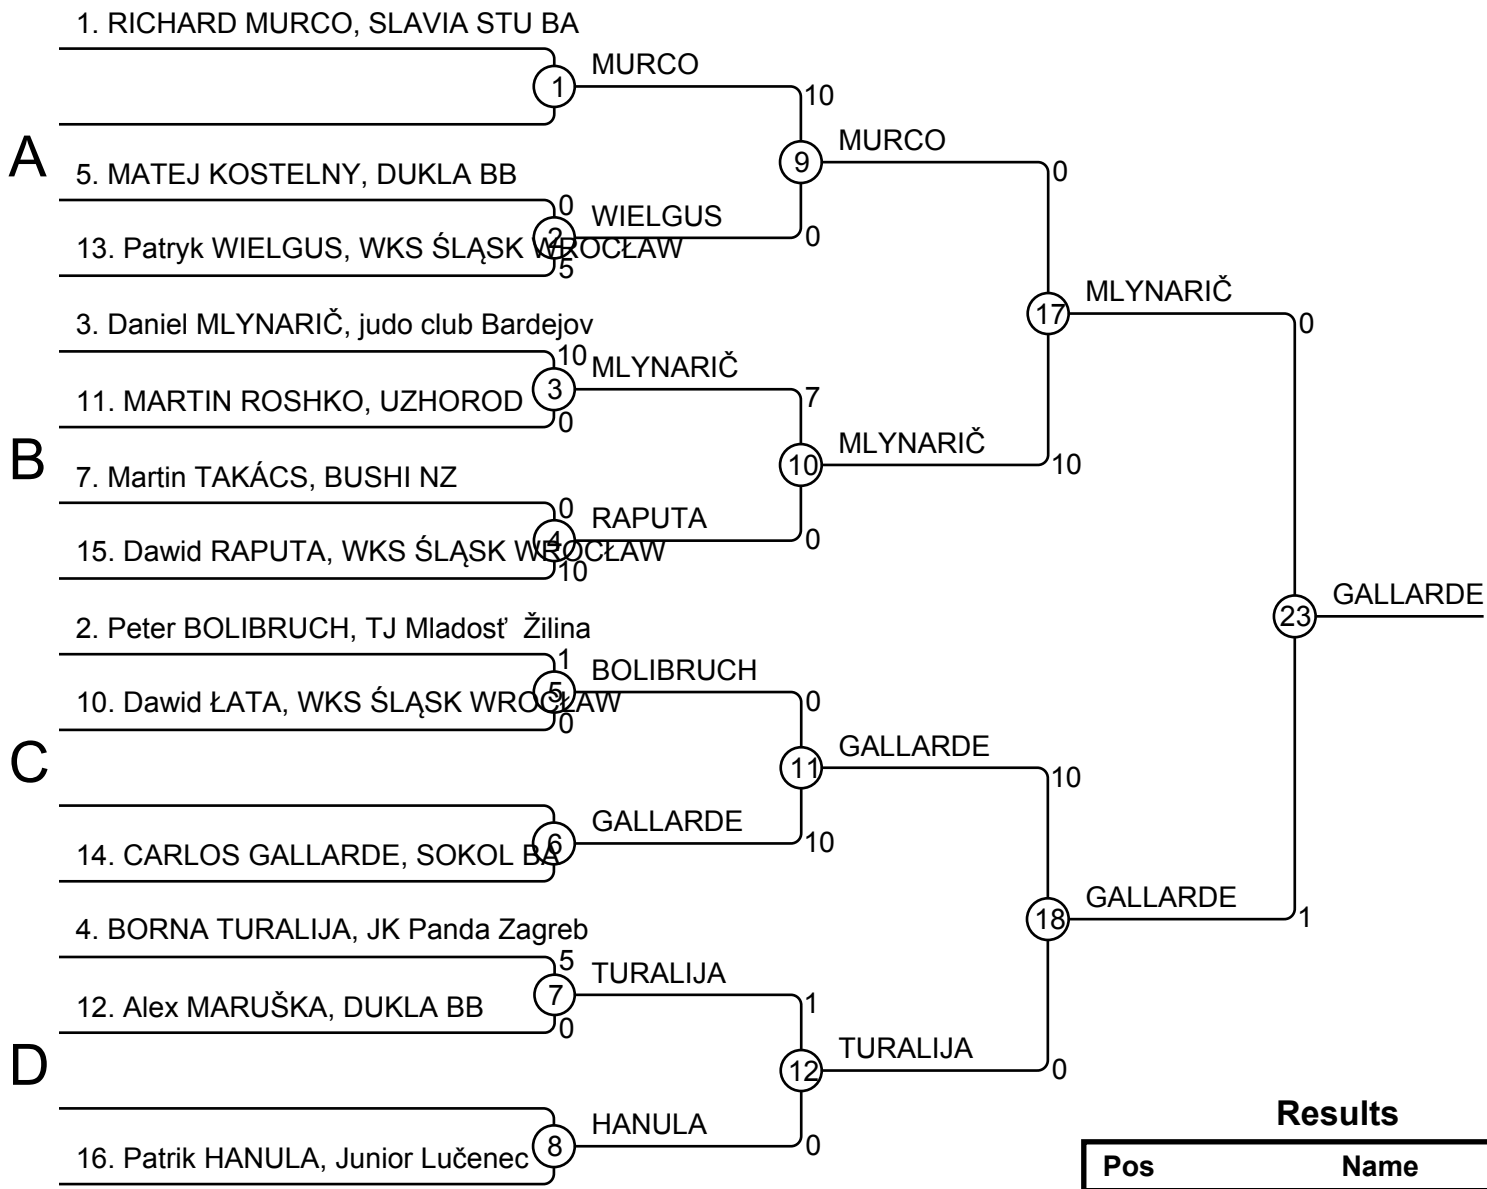 1. RICHARD MURCO, SLAVIA STU BA
1
MURCO
10
A
5. MATEJ KOSTELNY, DUKLA BB
9
MURCO
0
0
2
WIELGUS
0
13. Patryk WIELGUS, WKS ŚLĄSK WROCŁAW
5
3. Daniel MLYNARIČ, judo club Bardejov
17
MLYNARIČ
0
10
3
MLYNARIČ
7
11. MARTIN ROSHKO, UZHOROD
0
B
7. Martin TAKÁCS, BUSHI NZ
10
MLYNARIČ
10
0
4
RAPUTA
0
15. Dawid RAPUTA, WKS ŚLĄSK WROCŁAW
10
23
GALLARDE
2. Peter BOLIBRUCH, TJ Mladosť Žilina
1
5
BOLIBRUCH
0
10. Dawid ŁATA, WKS ŚLĄSK WROCŁAW
0
C
11
GALLARDE
10
6
GALLARDE
10
14. CARLOS GALLARDE, SOKOL BA
18
GALLARDE
1
4. BORNA TURALIJA, JK Panda Zagreb
5
7
TURALIJA
1
12. Alex MARUŠKA, DUKLA BB
0
D
12
TURALIJA
0
8
HANULA
0
16. Patrik HANULA, Junior Lučenec
Results
Pos Name